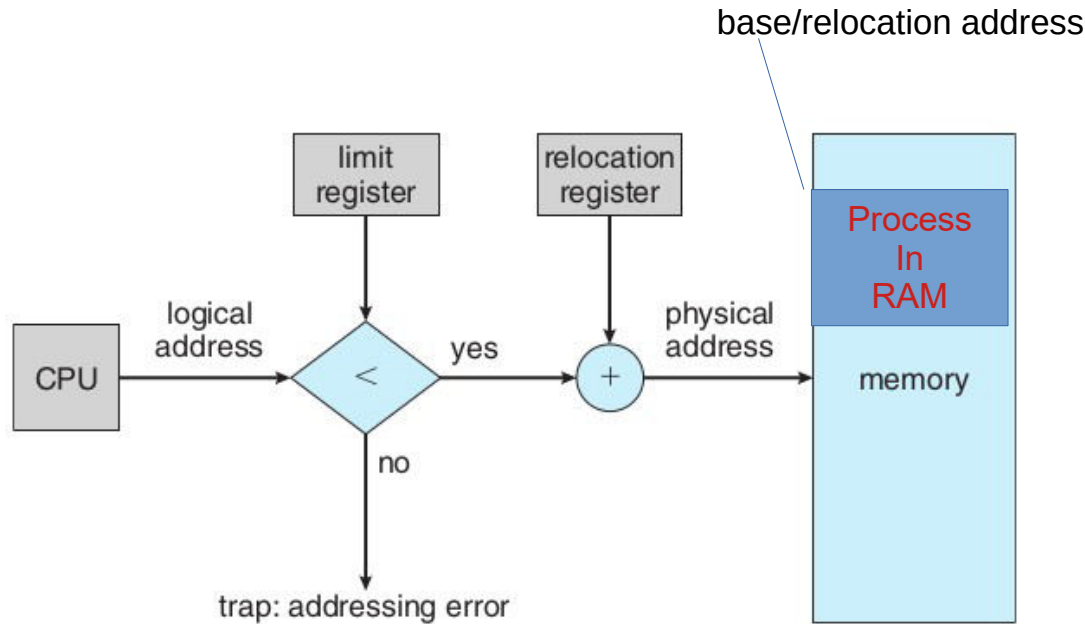 base/relocation address
limit
register
relocation
register
Process
In
RAM
logical
address
yes
physical
address
CPU
<
+
memory
no
trap: addressing error